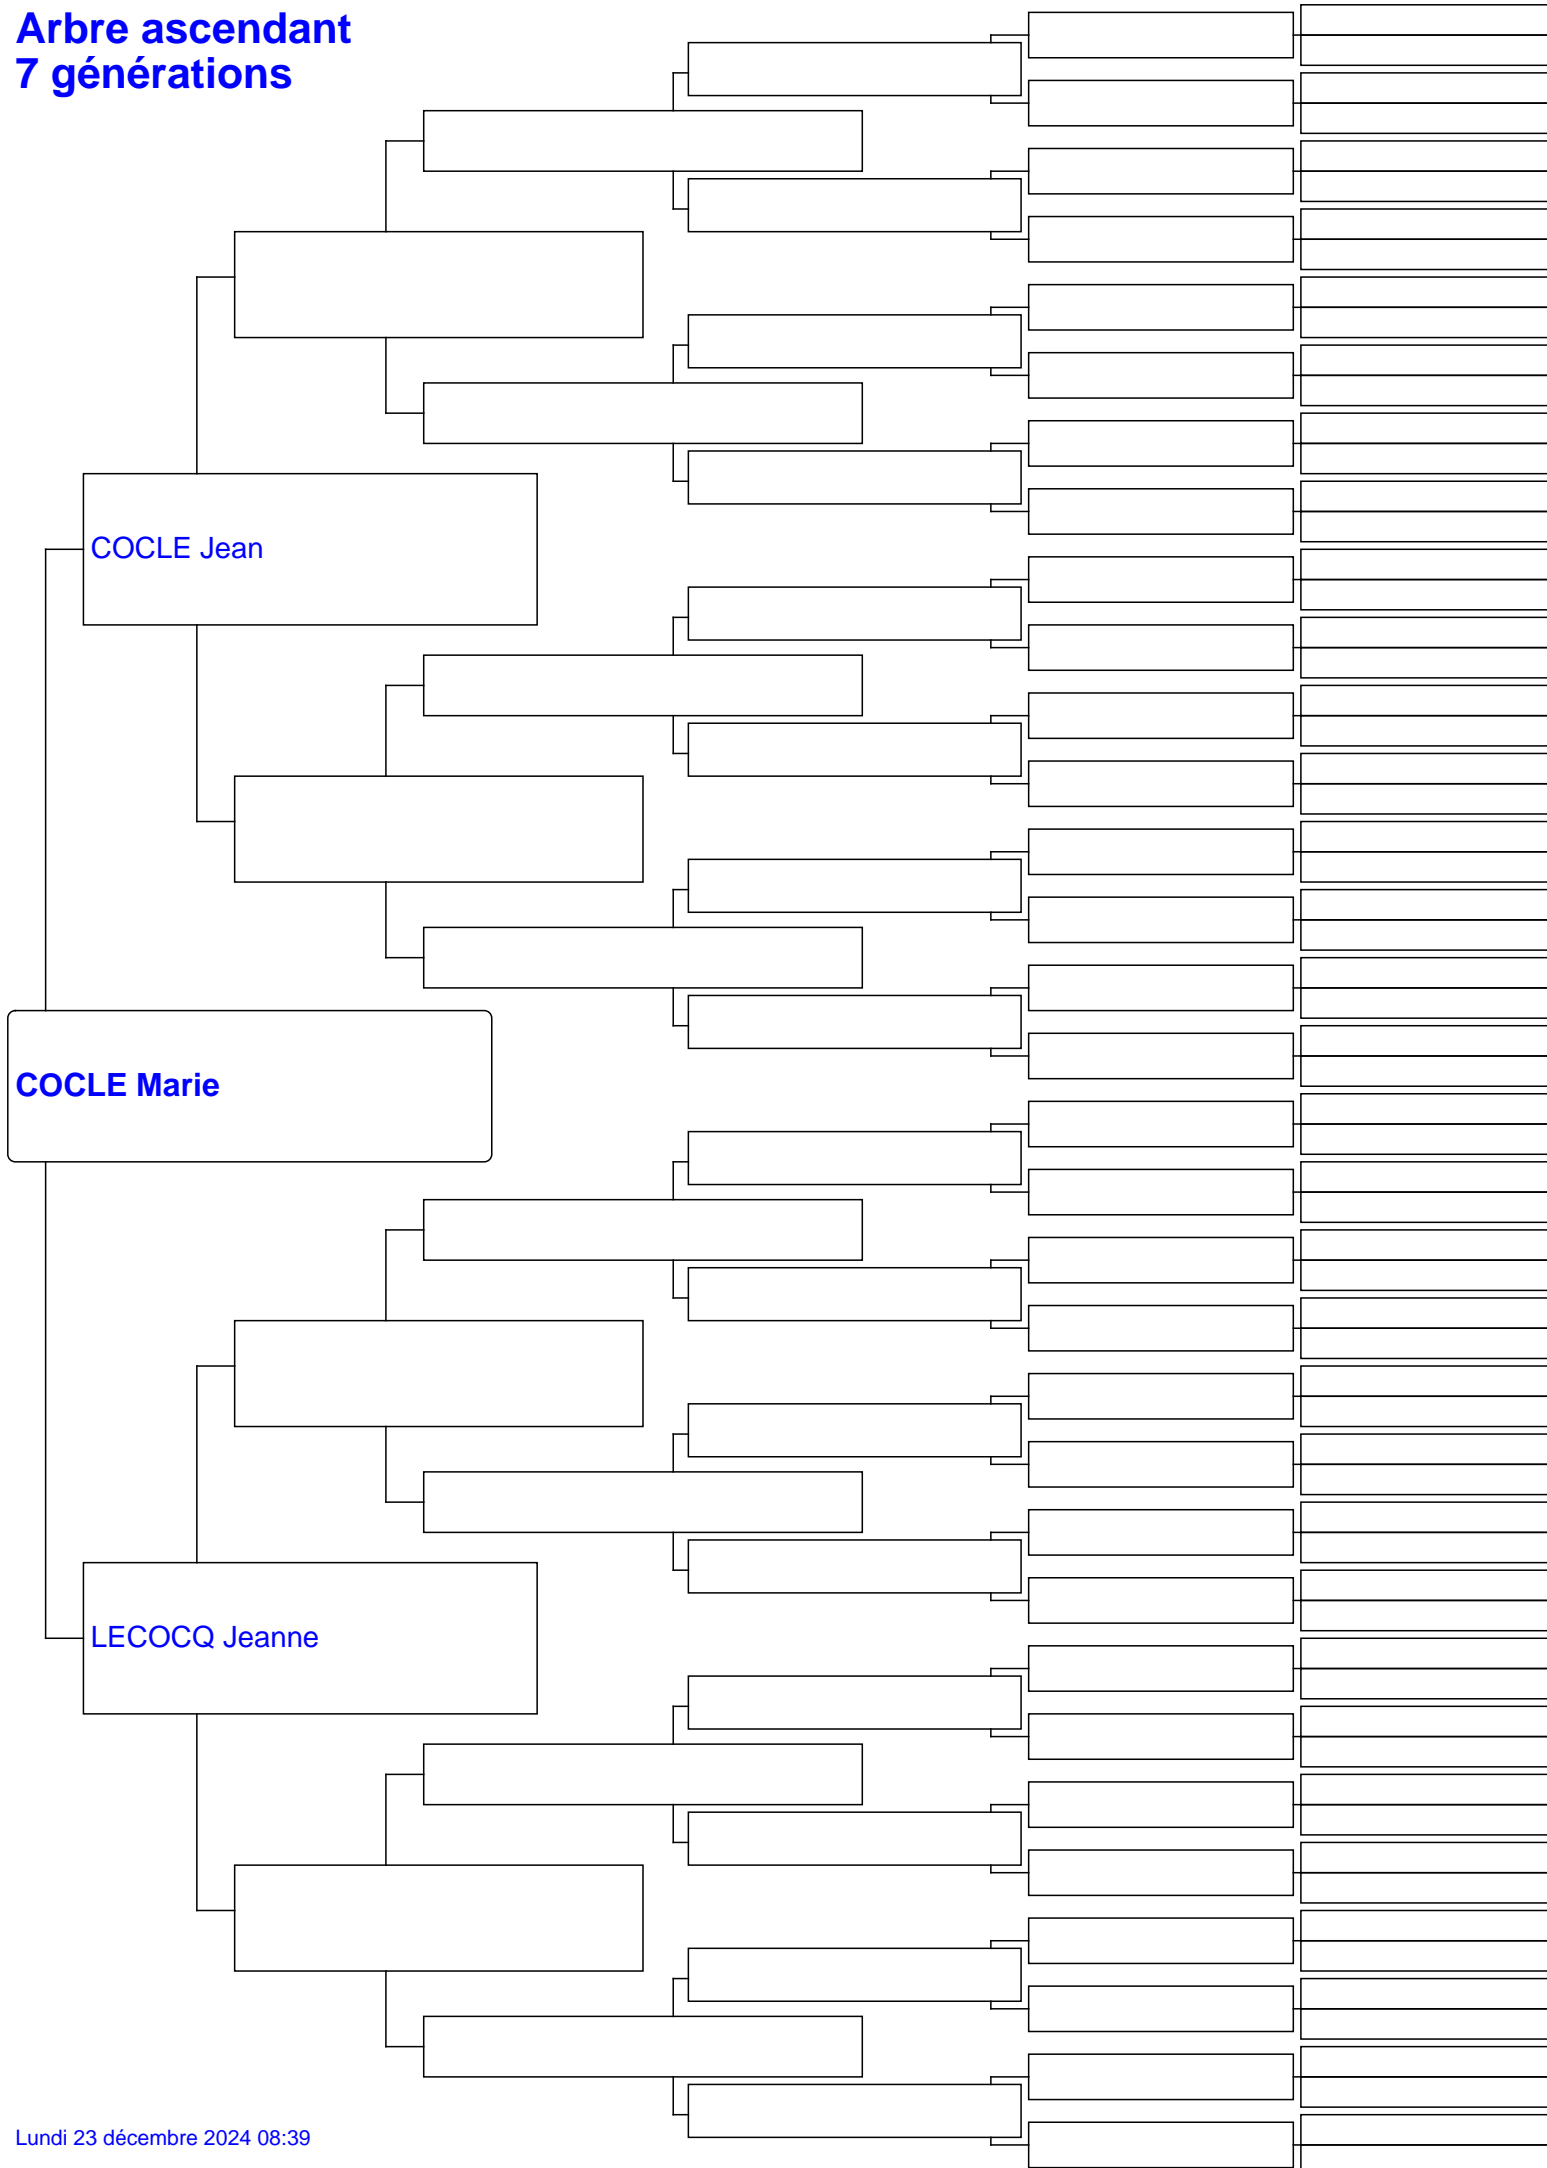 Arbre ascendant
7 générations
COCLE Jean
COCLE Marie
LECOCQ Jeanne
Lundi 23 décembre 2024 08:39